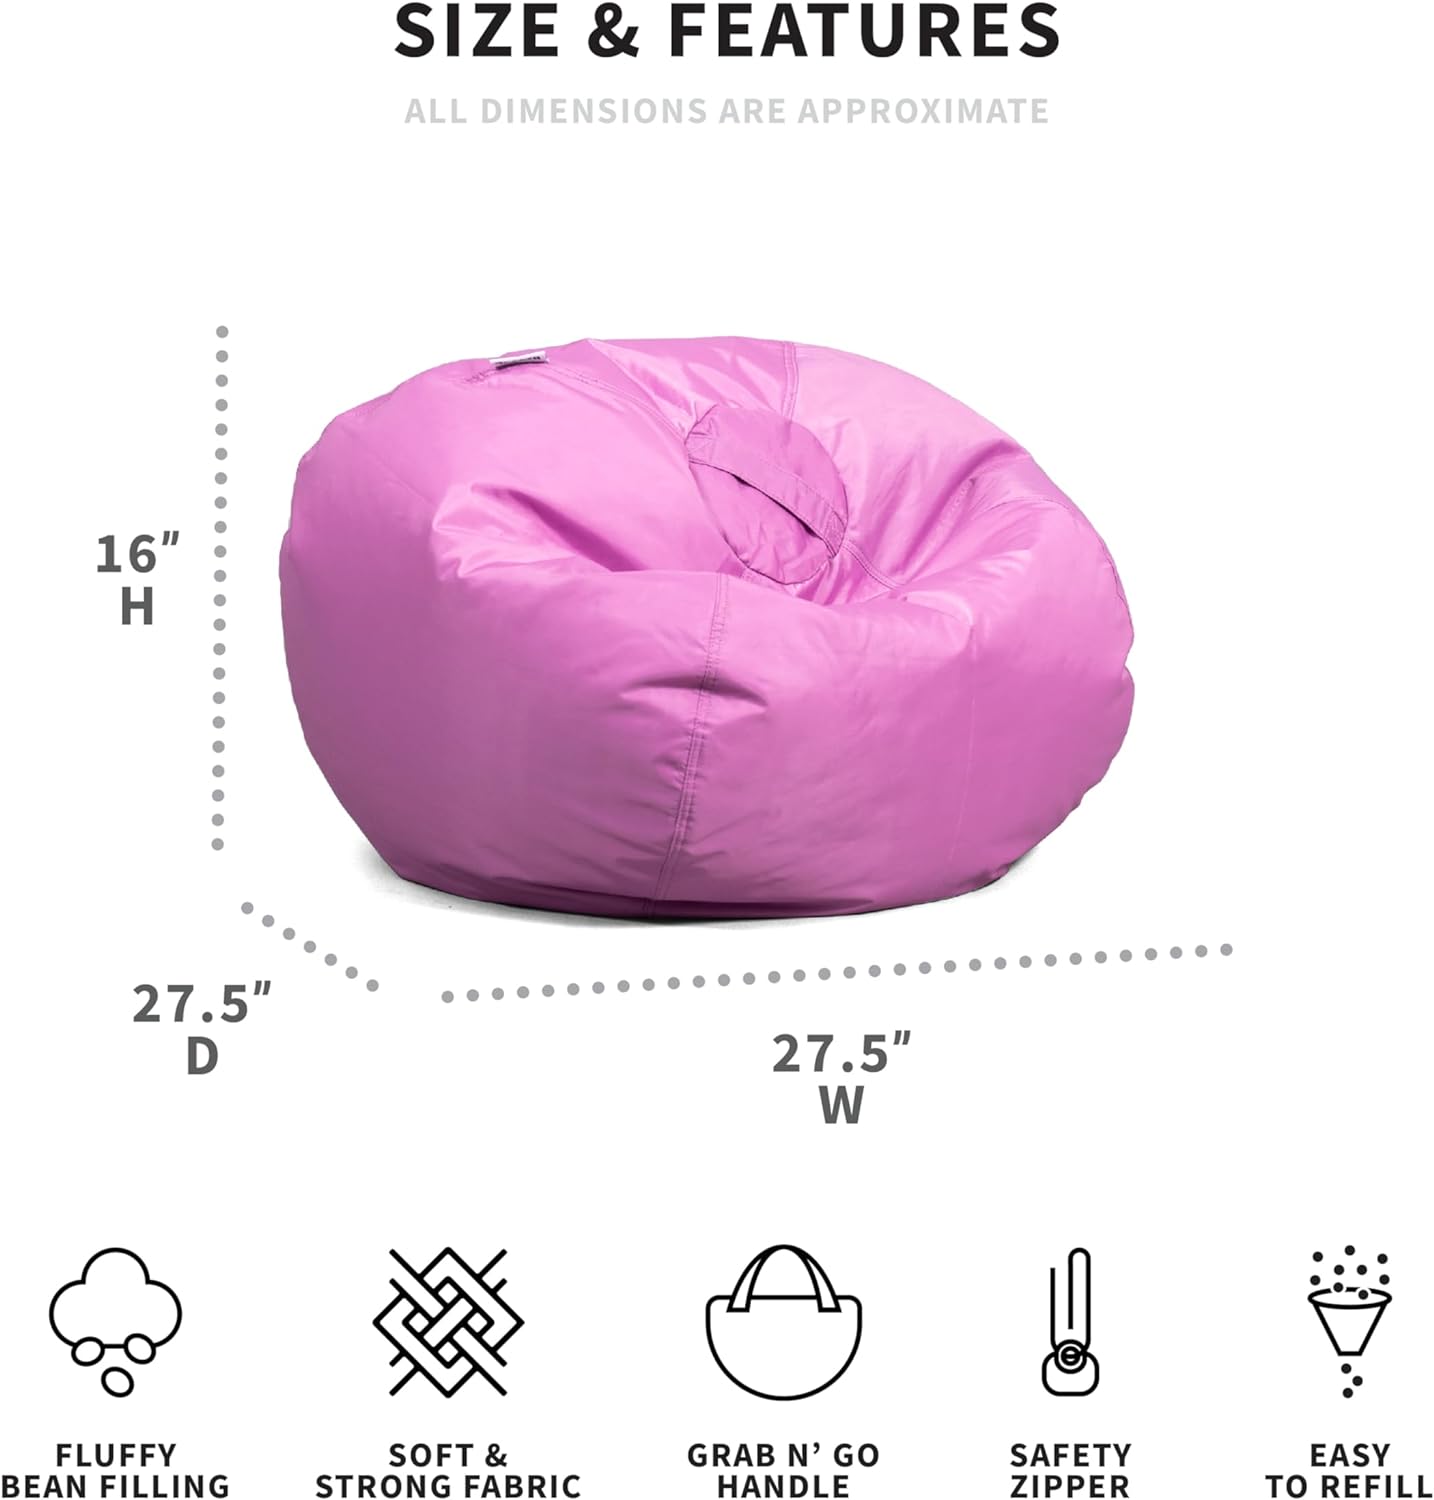 SIZE & FEATURES
ALL DIMENSIONS ARE APPROXIMATE
16″
H
27.5″
D
27.5″
W
FLUFFY
BEAN FILLING
SOFT &
STRONG FABRIC
GRAB N’ GO
HANDLE
SAFETY
ZIPPER
EASY
TO REFILL